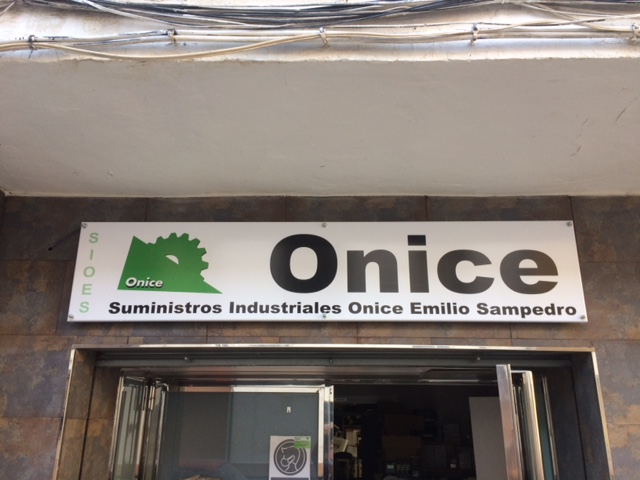 SIOES
Onice
Onice
Suministros Industriales Onice Emilio Sampedro